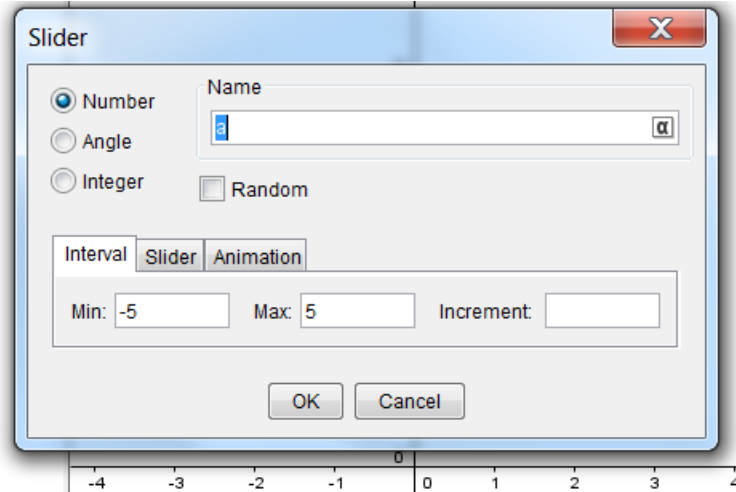 Slider
X
Number
Angle
Integer
Name
a
α
Random
Interval Slider Animation
Min: -5 Max: 5 Increment:
OK Cancel
0
-4 -3 -2 -1 0 1 2 3 4